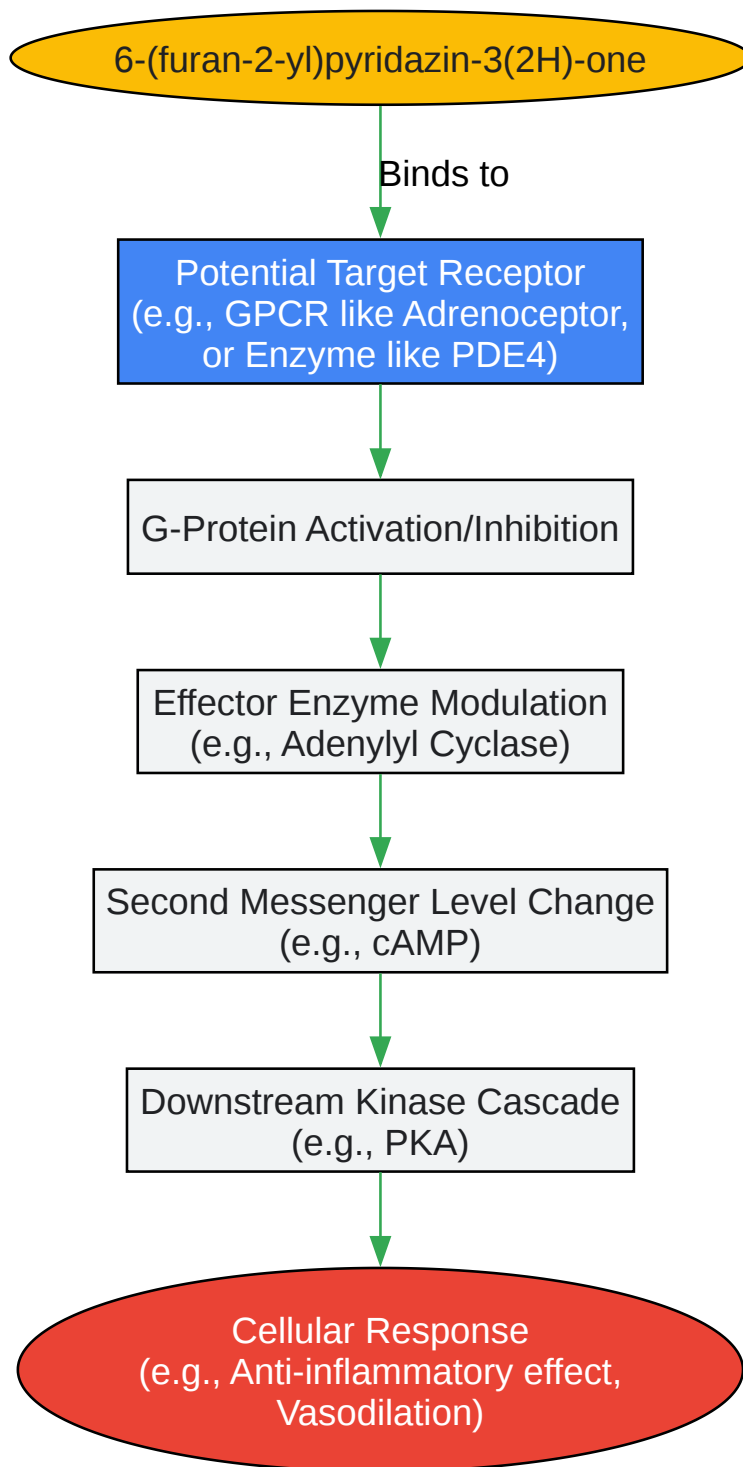 6-(furan-2-yl)pyridazin-3(2H)-one
Binds to
Potential Target Receptor
(e.g., GPCR like Adrenoceptor,
or Enzyme like PDE4)
G-Protein Activation/Inhibition
Effector Enzyme Modulation
(e.g., Adenylyl Cyclase)
Second Messenger Level Change
(e.g., cAMP)
Downstream Kinase Cascade
(e.g., PKA)
Cellular Response
(e.g., Anti-inflammatory effect,
Vasodilation)